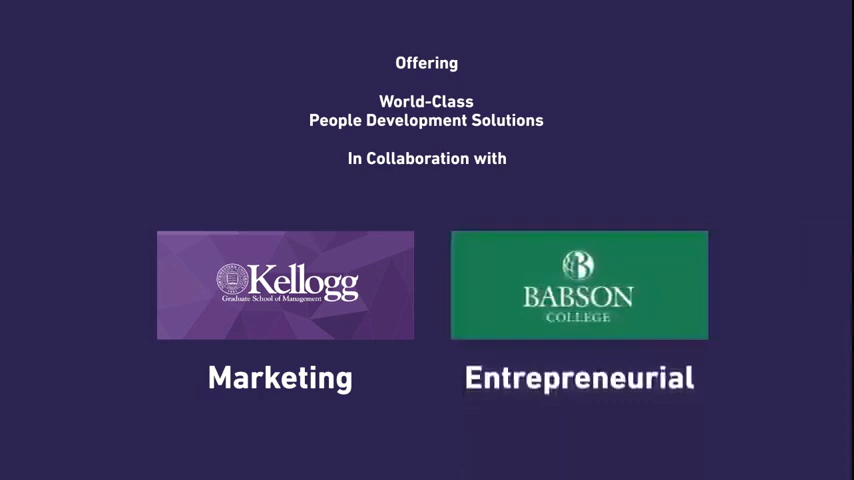 Offering
World-Class
People Development Solutions
In Collaboration with
Kellogg
Graduate School of Management
BABSON
COLLEGE
Marketing
Entrepreneurial